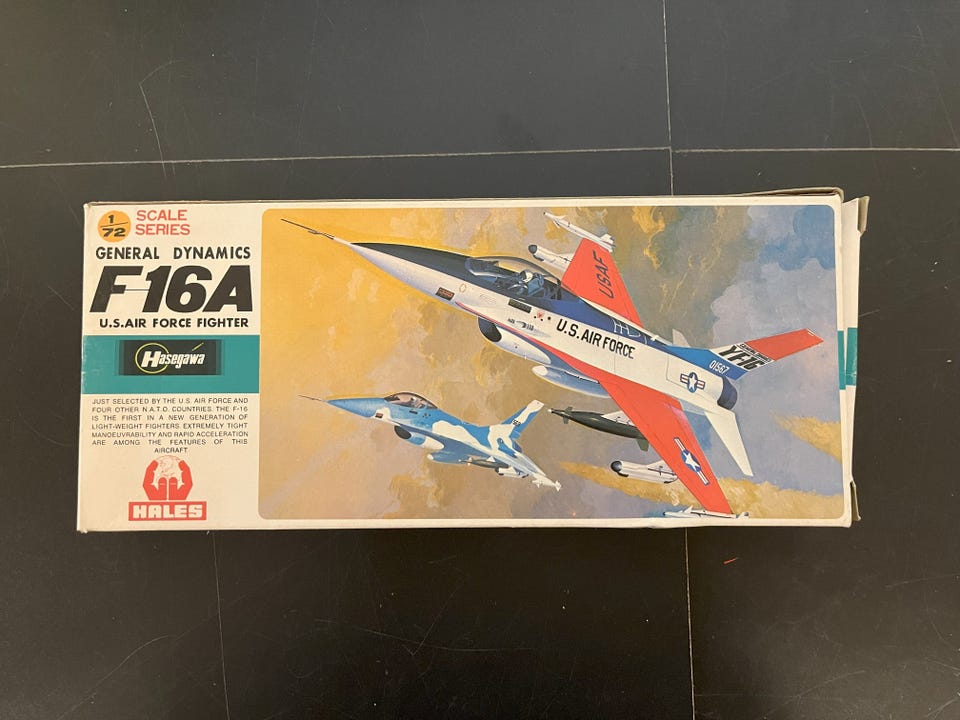 1/72 SCALE
SERIES
GENERAL DYNAMICS
F-16A
U.S.AIR FORCE FIGHTER
Hasegawa
JUST SELECTED BY THE U.S. AIR FORCE AND
FOUR OTHER N.A.T.O. COUNTRIES. THE F-16
IS THE FIRST IN A NEW GENERATION OF
LIGHT-WEIGHT FIGHTERS. EXTREMELY TIGHT
MANOEUVRABILITY AND RAPID ACCELERATION
ARE AMONG THE FEATURES OF THIS
AIRCRAFT
HALES
USAF
U.S. AIR FORCE
YF-16
01567